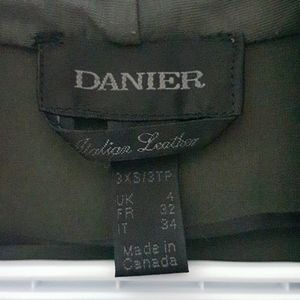 DANIER
Italian Leather
3XS/3TP
UK 4
FR 32
IT 34
Made in
Canada